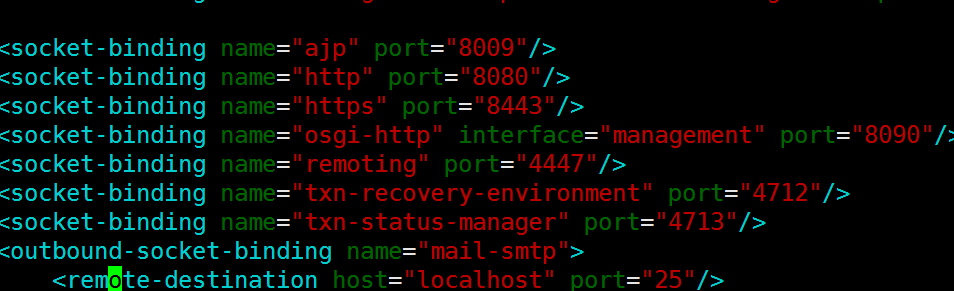 <socket-binding name="ajp" port="8009"/>
<socket-binding name="http" port="8080"/>
<socket-binding name="https" port="8443"/>
<socket-binding name="osgi-http" interface="management" port="8090"/>
<socket-binding name="remoting" port="4447"/>
<socket-binding name="txn-recovery-environment" port="4712"/>
<socket-binding name="txn-status-manager" port="4713"/>
<outbound-socket-binding name="mail-smtp">
<remote-destination host="localhost" port="25"/>